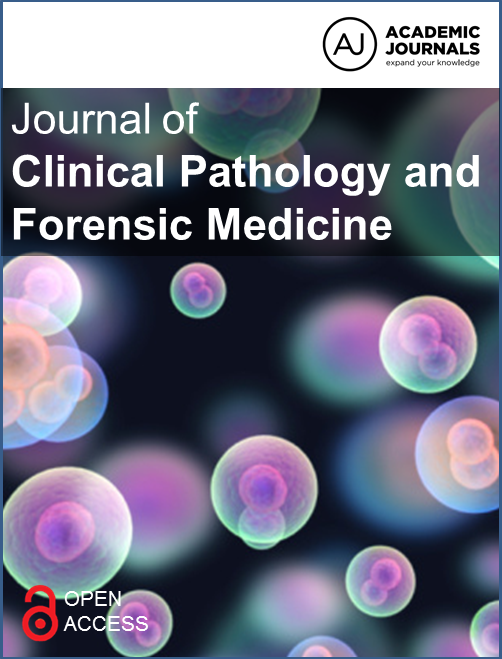 AJ
ACADEMIC
JOURNALS
expand your knowledge
Journal of
Clinical Pathology and
Forensic Medicine
OPEN
ACCESS